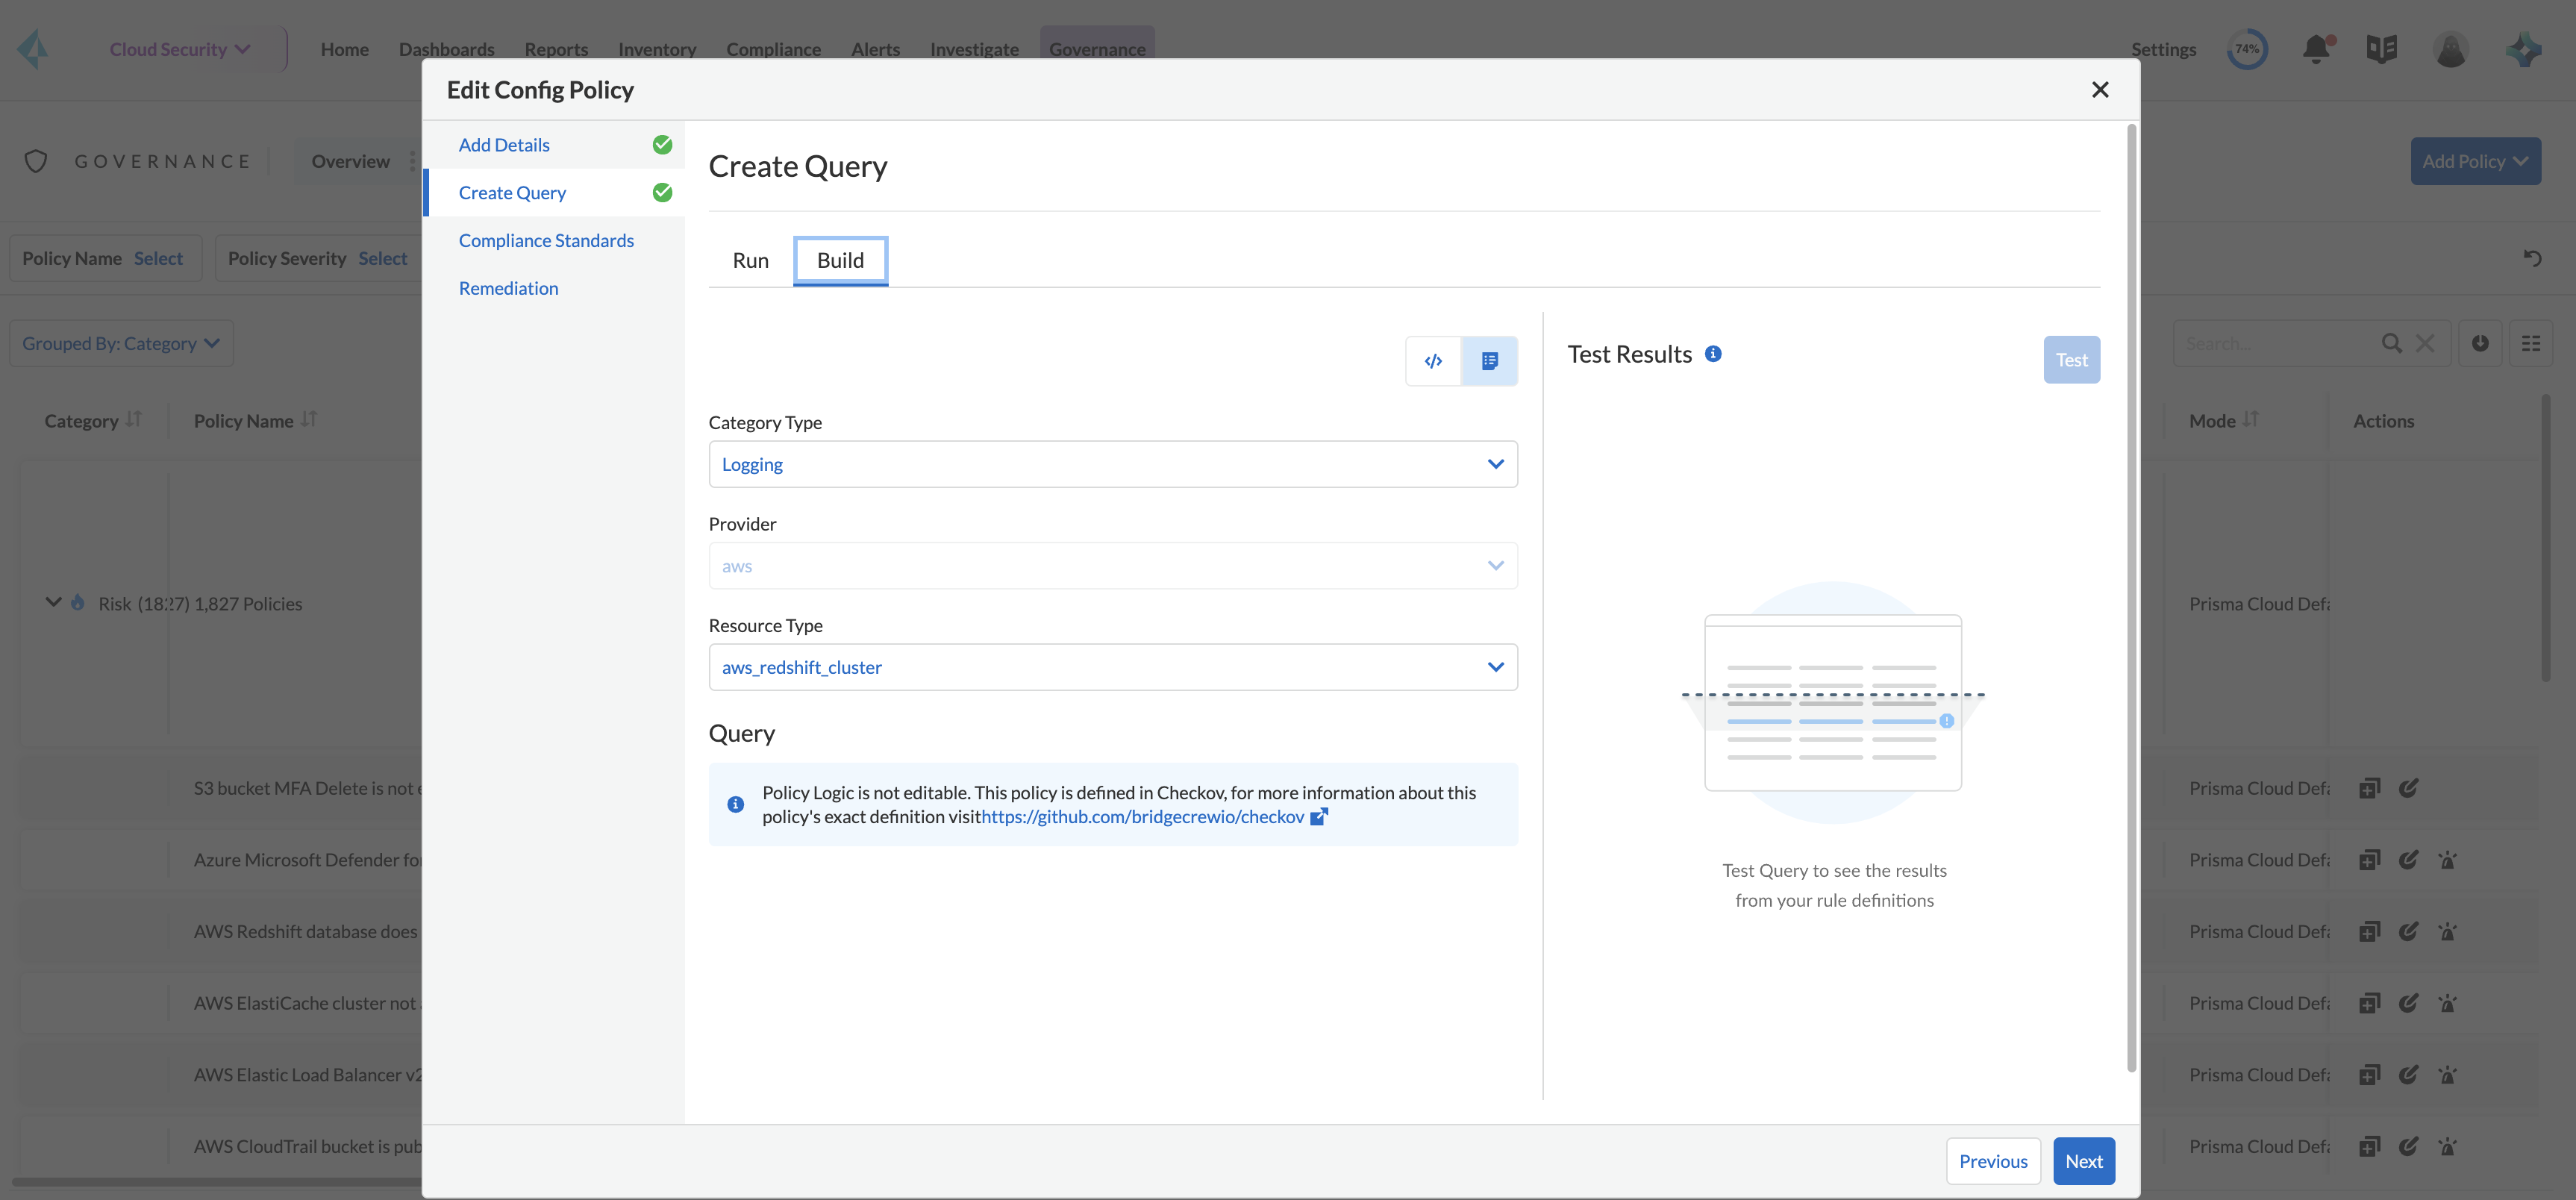 Cloud Security
Home
Dashboards
Reports
Inventory
Compliance
Alerts
Investigate
Governance
Settings
74%
GOVERNANCE
Overview
Add Policy
Policy Name Select
Policy Severity Select
Grouped By: Category
Search...
Category
Policy Name
Mode
Actions
Risk (1827) 1,827 Policies
Prisma Cloud Defa
S3 bucket MFA Delete is not e
Prisma Cloud Defa
Azure Microsoft Defender for
Prisma Cloud Defa
AWS Redshift database does
Prisma Cloud Defa
AWS ElastiCache cluster not
Prisma Cloud Defa
AWS Elastic Load Balancer v2
Prisma Cloud Defa
AWS CloudTrail bucket is pub
Prisma Cloud Defa
Edit Config Policy
Add Details
Create Query
Compliance Standards
Remediation
Create Query
Run
Build
Category Type
Logging
Provider
aws
Resource Type
aws_redshift_cluster
Query
Policy Logic is not editable. This policy is defined in Checkov, for more information about this
policy's exact definition visithttps://github.com/bridgecrewio/checkov
Test Results
Test
Test Query to see the results
from your rule definitions
Previous
Next